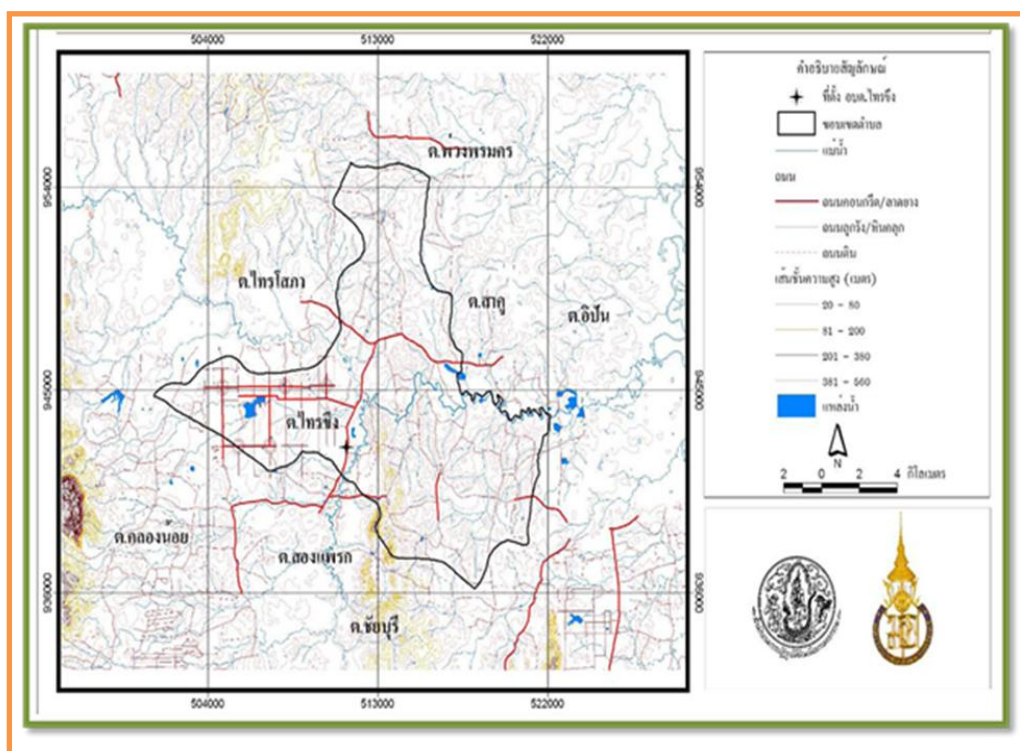 504000
513000
522000
954000
954000
945000
945000
936000
936000
ต.พ่วงพรมคร
ต.ไทรโสภา
ต.สาคู
ต.อิปัน
ต.ไทรขึง
ต.คลองน้อย
ต.สองแพรก
ต.ชัยบุรี
504000
513000
522000
คำอธิบายสัญลักษณ์
ที่ตั้ง อบต.ไทรขึง
ขอบเขตตำบล
แม่น้ำ
ถนน
ถนนคอนกรีต/ลาดยาง
ถนนลูกรัง/หินคลุก
ถนนดิน
เส้นชั้นความสูง (เมตร)
20 - 80
81 - 200
201 - 380
381 - 560
แหล่งน้ำ
N
2 0 2 4 กิโลเมตร